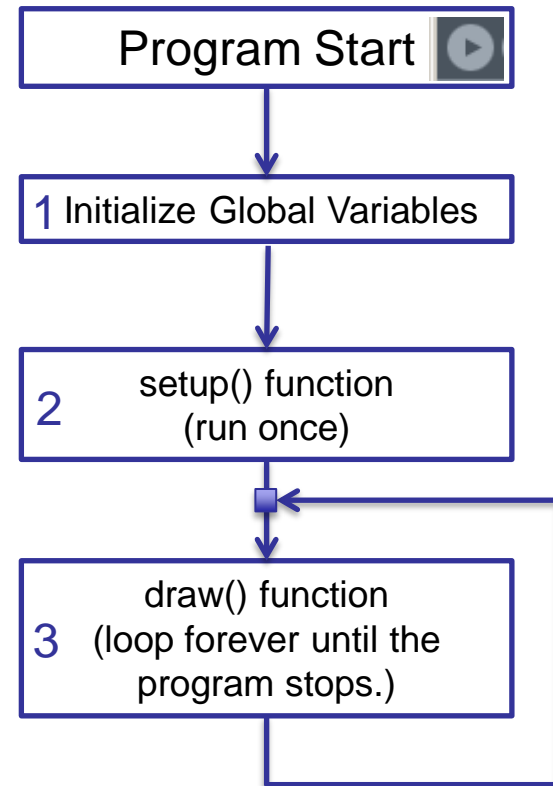 Program Start
1 Initialize Global Variables
setup() function
2
(run once)
draw() function
3 (loop forever until the
program stops.)